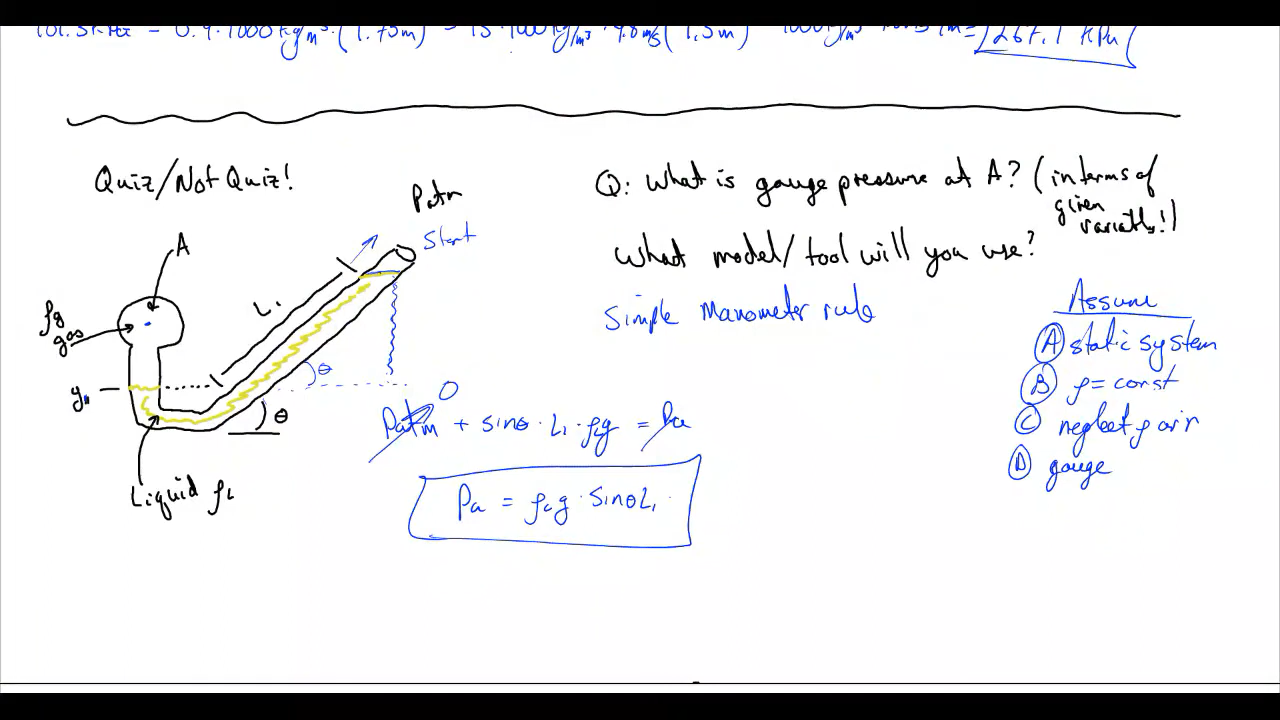 Quiz/Not Quiz!
Patm
Start
A
ρg
gas
L₁
y₁
θ
θ
Liquid ρL
Q: What is gauge pressure at A? (in terms of given variables!)
What model/tool will you use?
Simple Manometer rule
Patm 0 + sinθ · L₁ · ρLg = Pa
Pa = ρLg · sinθL₁
Assume
A static system
B ρ = const
C neglect ρ air
D gauge